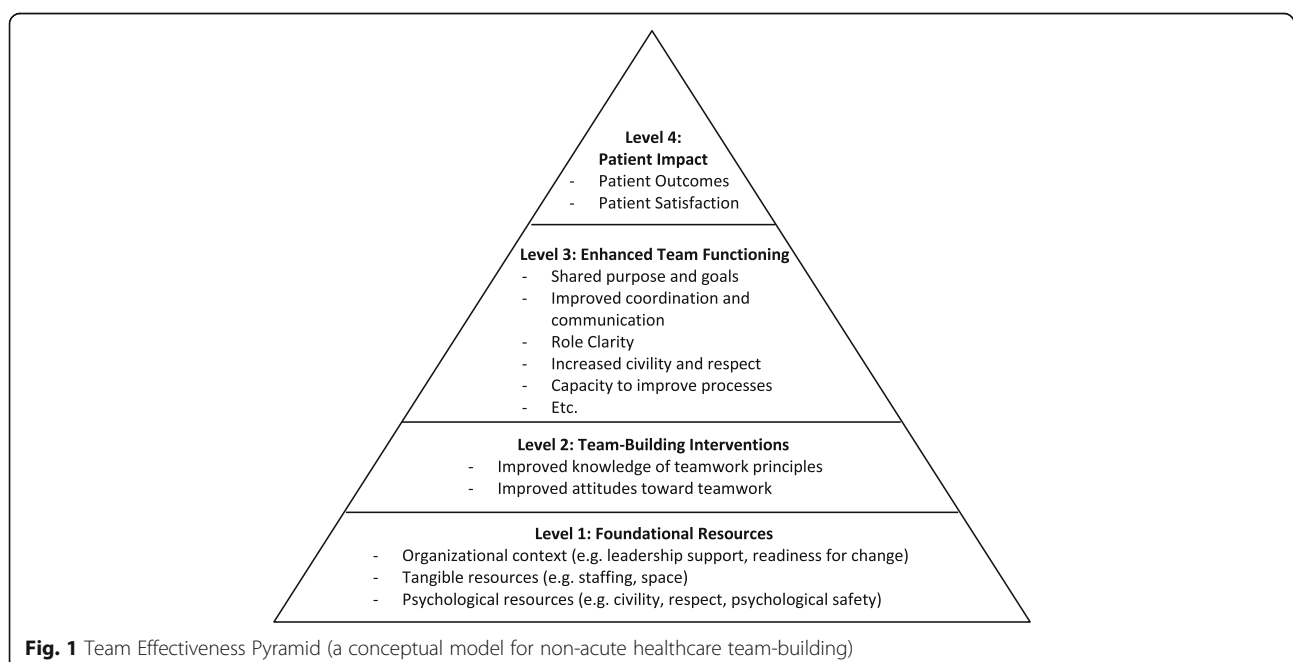 Level 4:
Patient Impact
- Patient Outcomes
- Patient Satisfaction
Level 3: Enhanced Team Functioning
- Shared purpose and goals
- Improved coordination and
communication
- Role Clarity
- Increased civility and respect
- Capacity to improve processes
- Etc.
Level 2: Team-Building Interventions
- Improved knowledge of teamwork principles
- Improved attitudes toward teamwork
Level 1: Foundational Resources
- Organizational context (e.g. leadership support, readiness for change)
- Tangible resources (e.g. staffing, space)
- Psychological resources (e.g. civility, respect, psychological safety)
Fig. 1 Team Effectiveness Pyramid (a conceptual model for non-acute healthcare team-building)